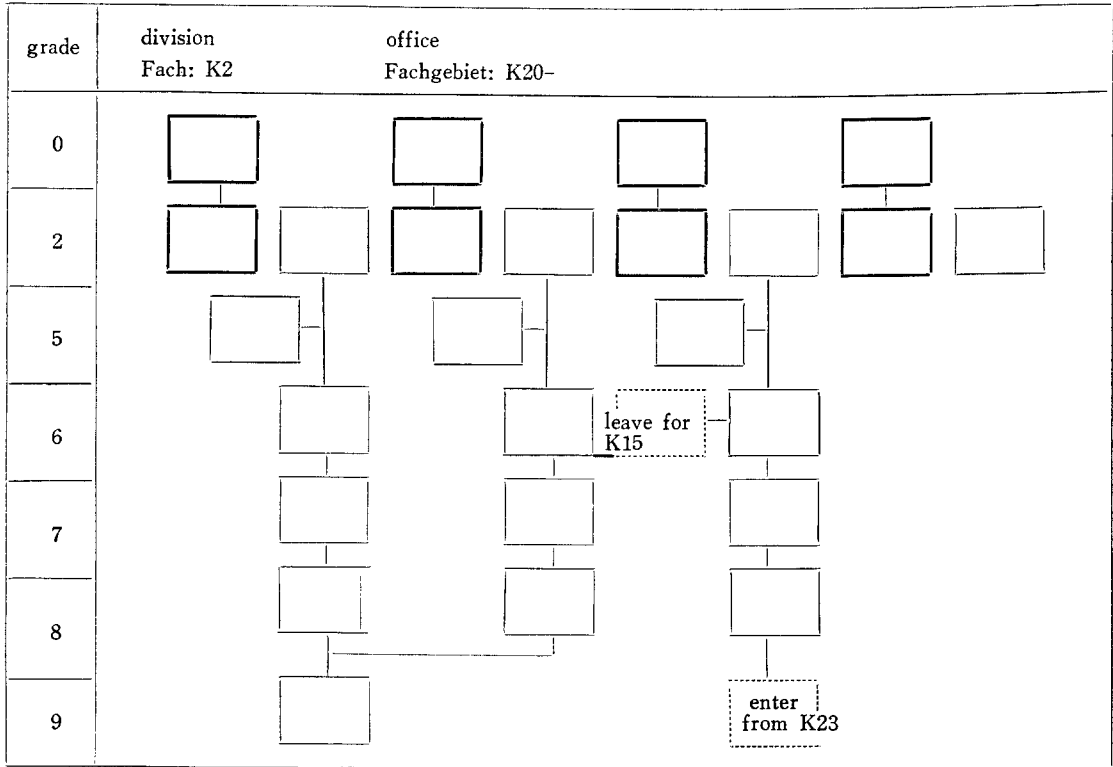 grade
division
Fach: K2
office
Fachgebiet: K20-
0
2
5
6
leave for
K15
7
8
9
enter
from K23